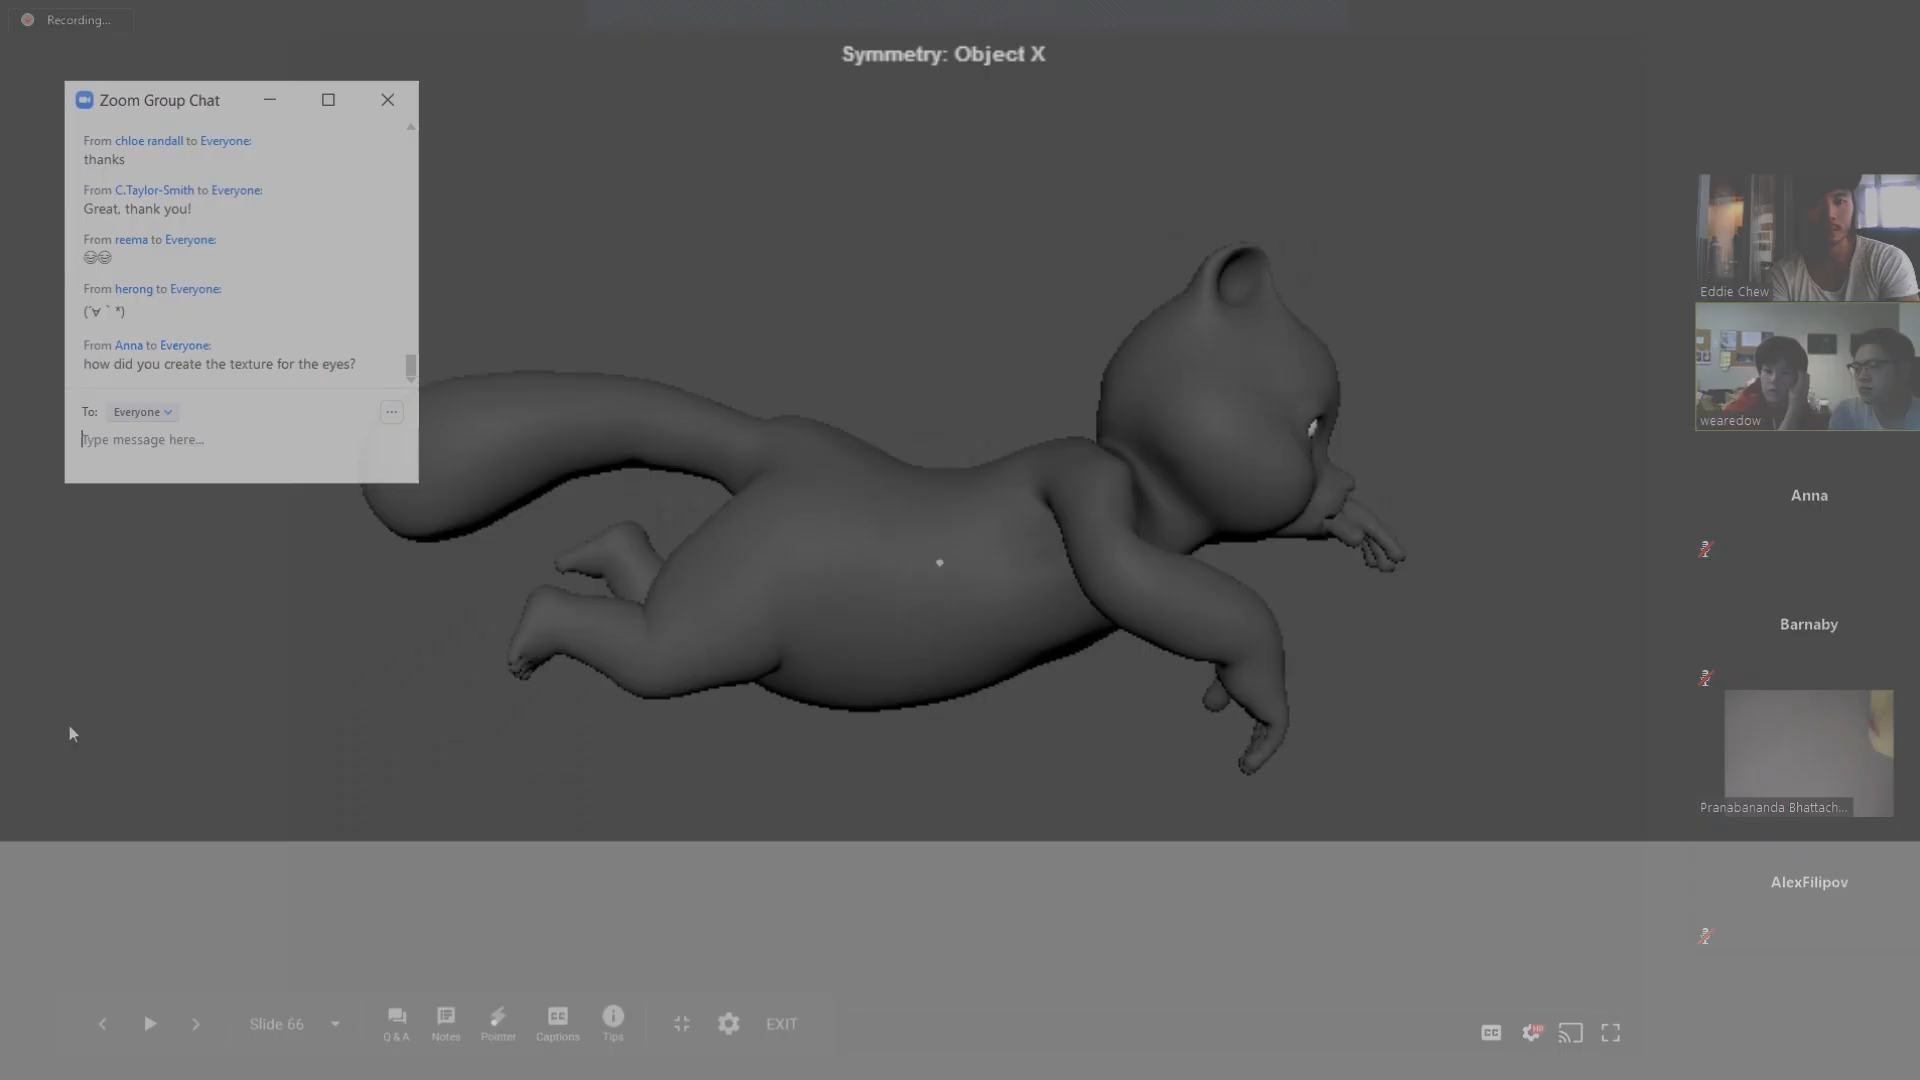 Recording...
Symmetry: Object X
Zoom Group Chat
From chloe randall to Everyone:
thanks
From C.Taylor-Smith to Everyone:
Great, thank you!
From reema to Everyone:
😂😂
From herong to Everyone:
(´∀｀*)
From Anna to Everyone:
how did you create the texture for the eyes?
To: Everyone
...
Type message here...
Eddie Chew
wearedow
Anna
Barnaby
Pranabananda Bhattach...
AlexFilipov
Slide 66
Q & A
Notes
Pointer
CC
Captions
Tips
EXIT
CC
HD